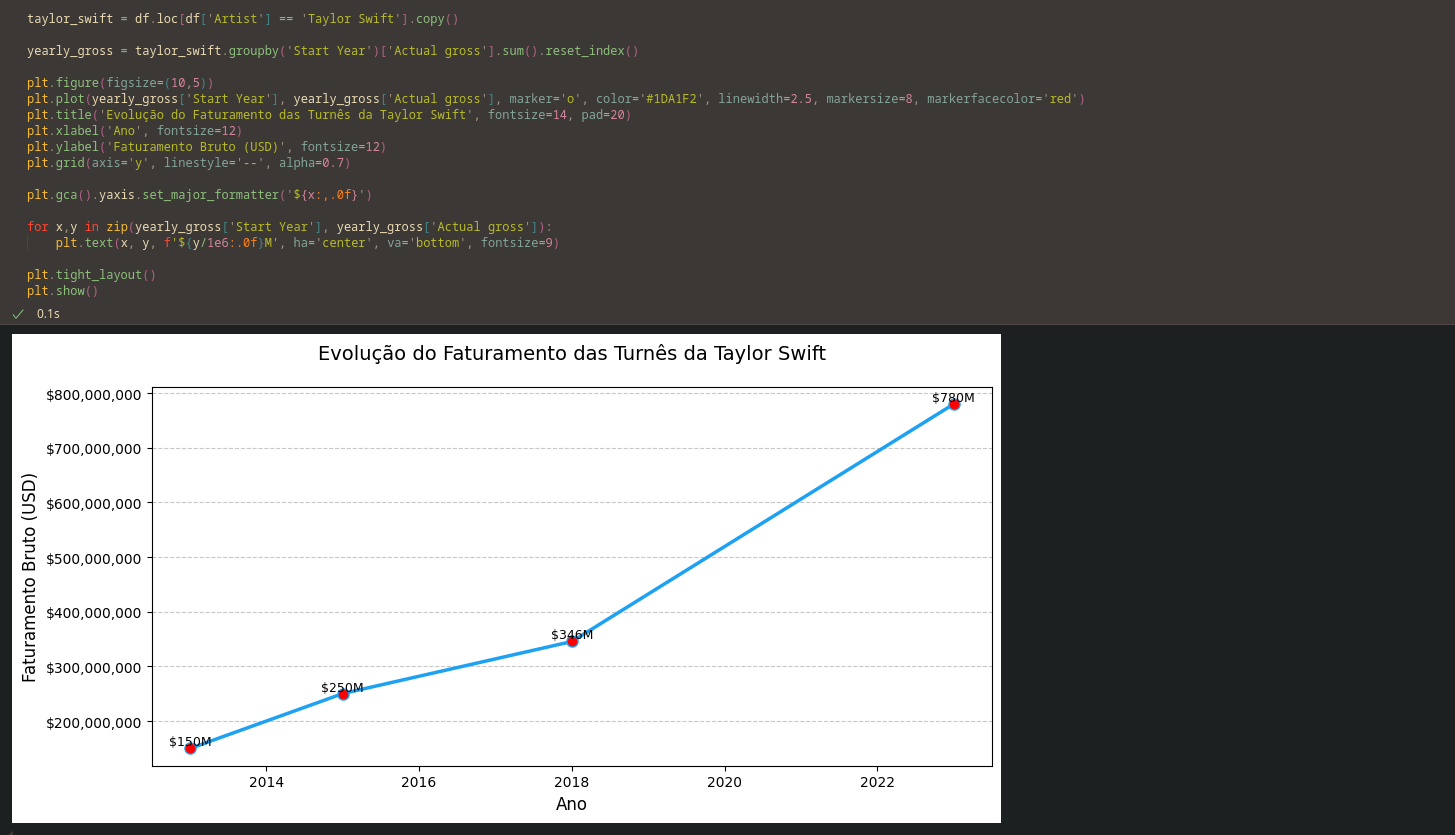 taylor_swift = df.loc[df['Artist'] == 'Taylor Swift'].copy()
yearly_gross = taylor_swift.groupby('Start Year')['Actual gross'].sum().reset_index()
plt.figure(figsize=(10,5))
plt.plot(yearly_gross['Start Year'], yearly_gross['Actual gross'], marker='o', color='#1DA1F2', linewidth=2.5, markersize=8, markerfacecolor='red')
plt.title('Evolução do Faturamento das Turnês da Taylor Swift', fontsize=14, pad=20)
plt.xlabel('Ano', fontsize=12)
plt.ylabel('Faturamento Bruto (USD)', fontsize=12)
plt.grid(axis='y', linestyle='--', alpha=0.7)
plt.gca().yaxis.set_major_formatter('${x:,.0f}')
for x,y in zip(yearly_gross['Start Year'], yearly_gross['Actual gross']):
    plt.text(x, y, f'${y/1e6:.0f}M', ha='center', va='bottom', fontsize=9)
plt.tight_layout()
plt.show()
0.1s
Evolução do Faturamento das Turnês da Taylor Swift
Faturamento Bruto (USD)
$800,000,000
$700,000,000
$600,000,000
$500,000,000
$400,000,000
$300,000,000
$200,000,000
$780M
$346M
$250M
$150M
2014 2016 2018 2020 2022
Ano